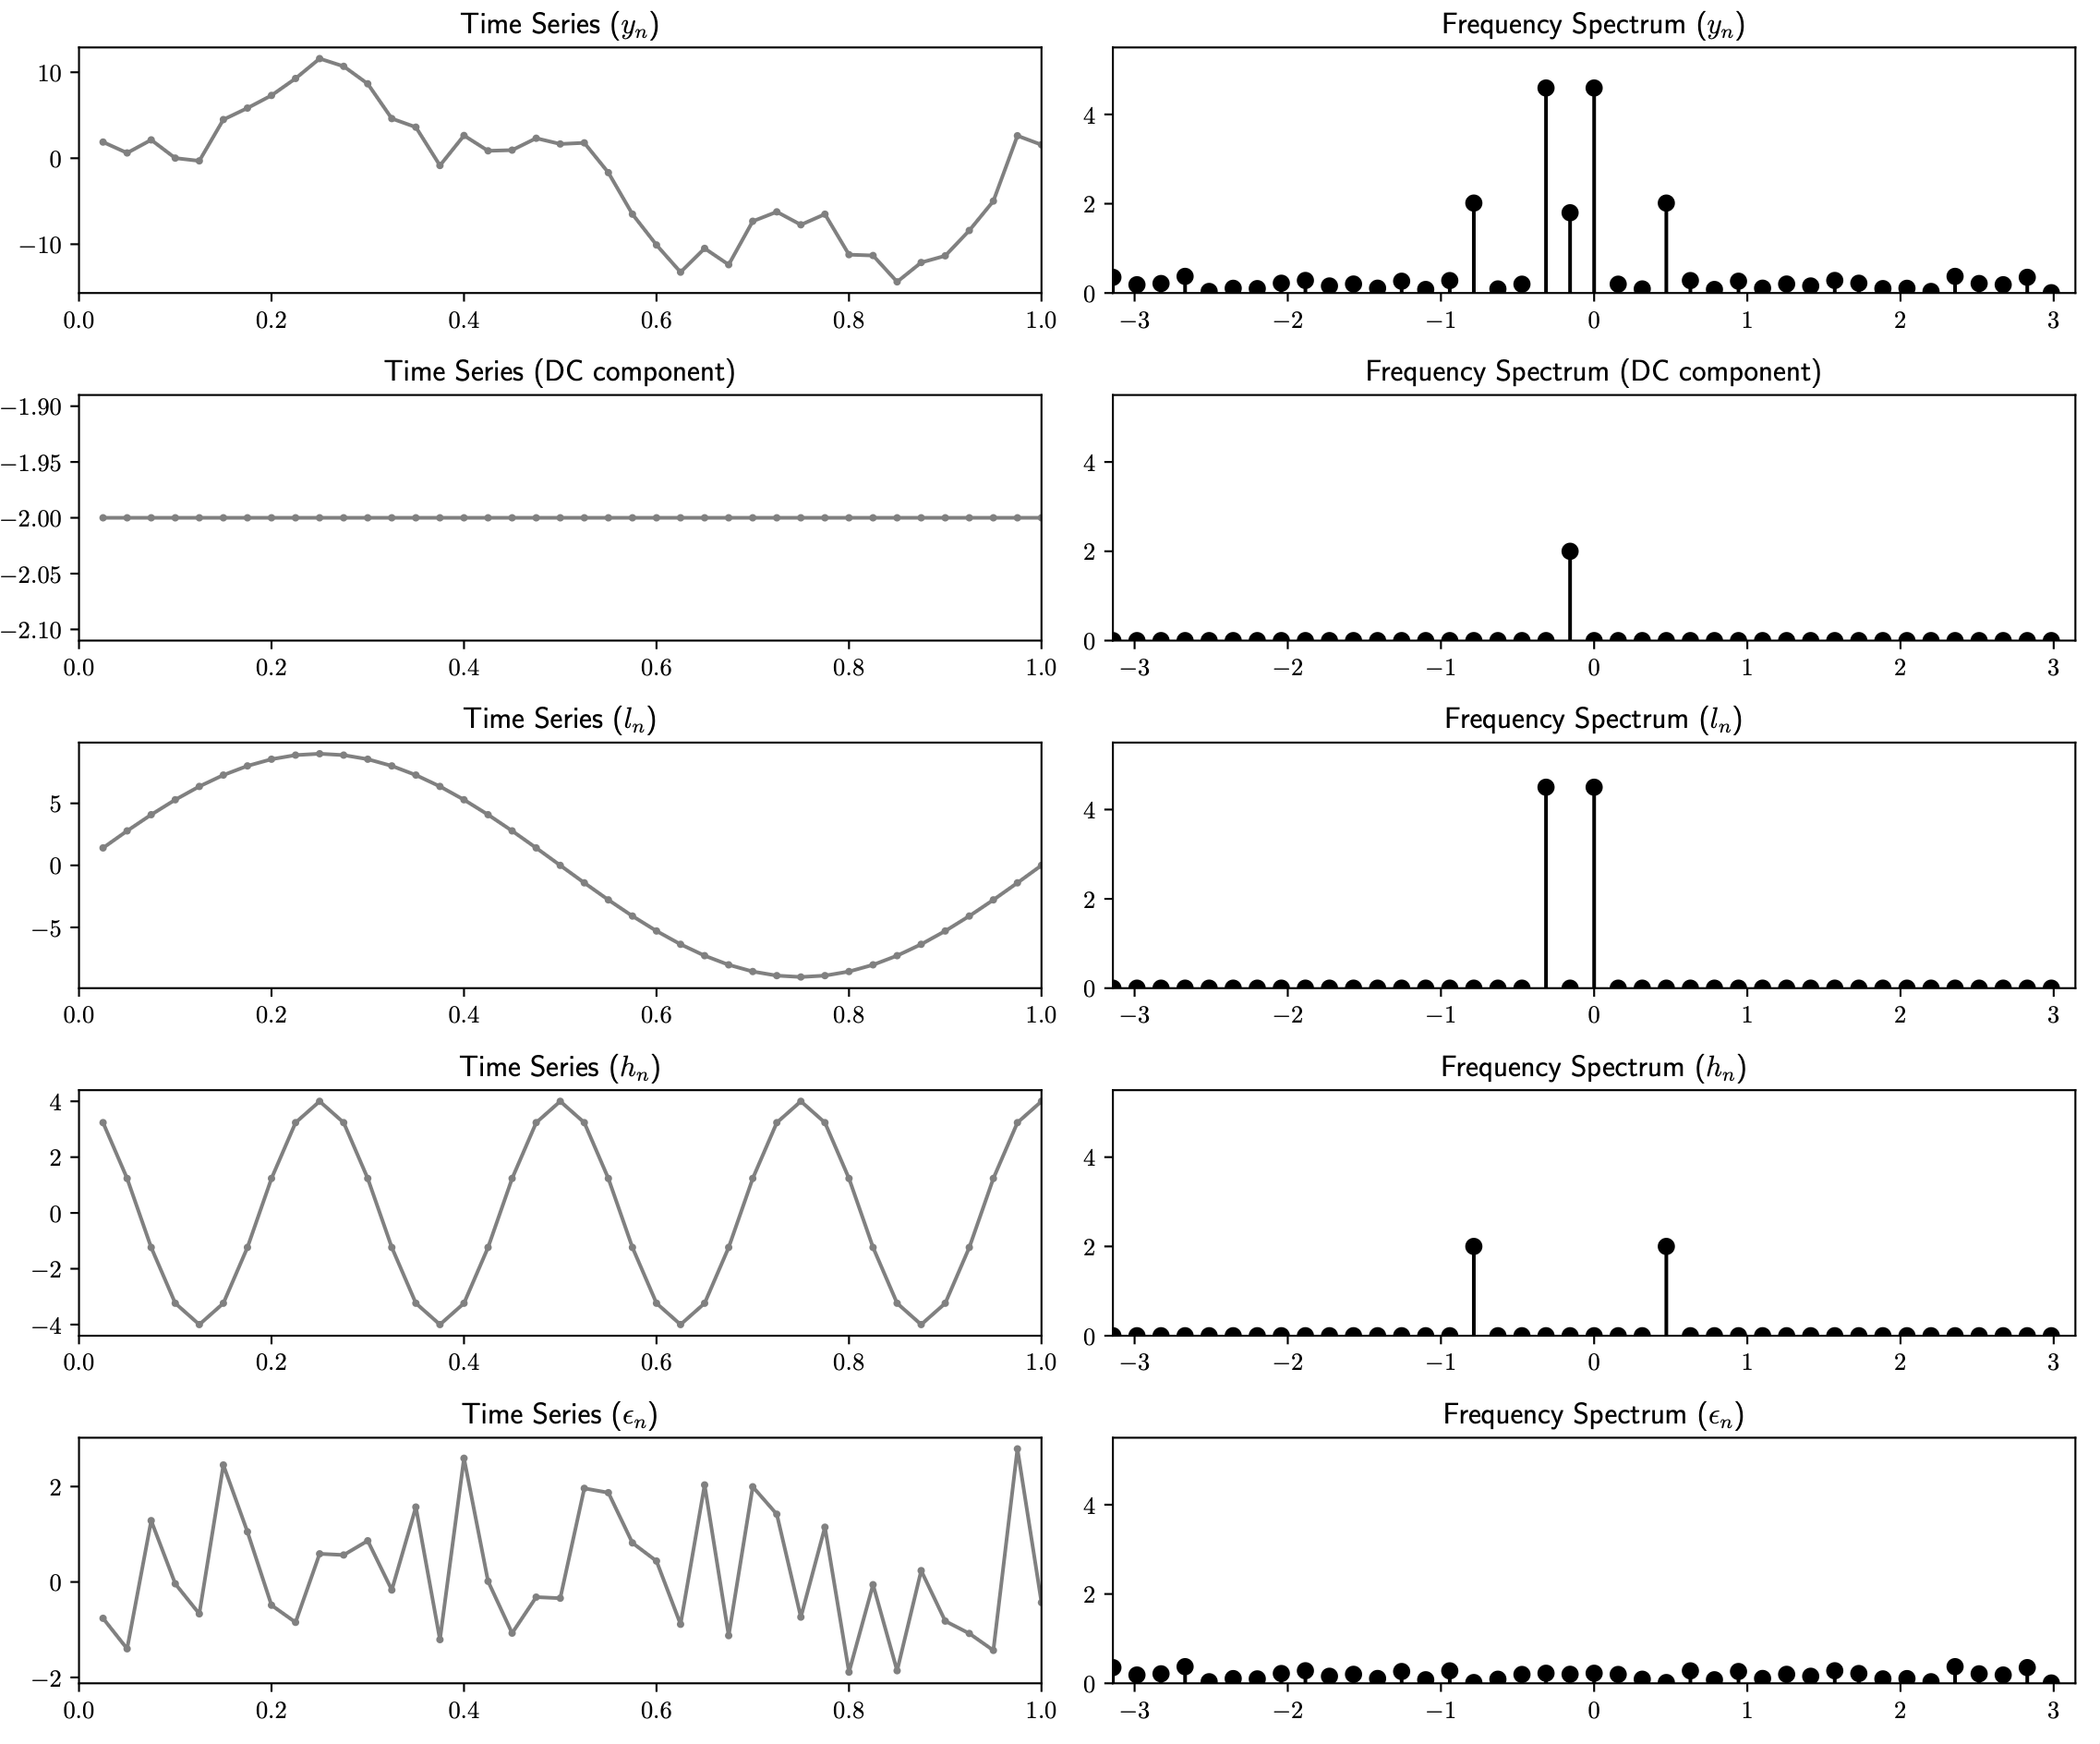 Time Series (yₙ)
10
0
−10
0.0 0.2 0.4 0.6 0.8 1.0
Frequency Spectrum (yₙ)
4
2
0
−3 −2 −1 0 1 2 3
Time Series (DC component)
−1.90
−1.95
−2.00
−2.05
−2.10
0.0 0.2 0.4 0.6 0.8 1.0
Frequency Spectrum (DC component)
4
2
0
−3 −2 −1 0 1 2 3
Time Series (lₙ)
5
0
−5
0.0 0.2 0.4 0.6 0.8 1.0
Frequency Spectrum (lₙ)
4
2
0
−3 −2 −1 0 1 2 3
Time Series (hₙ)
4
2
0
−2
−4
0.0 0.2 0.4 0.6 0.8 1.0
Frequency Spectrum (hₙ)
4
2
0
−3 −2 −1 0 1 2 3
Time Series (ϵₙ)
2
0
−2
0.0 0.2 0.4 0.6 0.8 1.0
Frequency Spectrum (ϵₙ)
4
2
0
−3 −2 −1 0 1 2 3